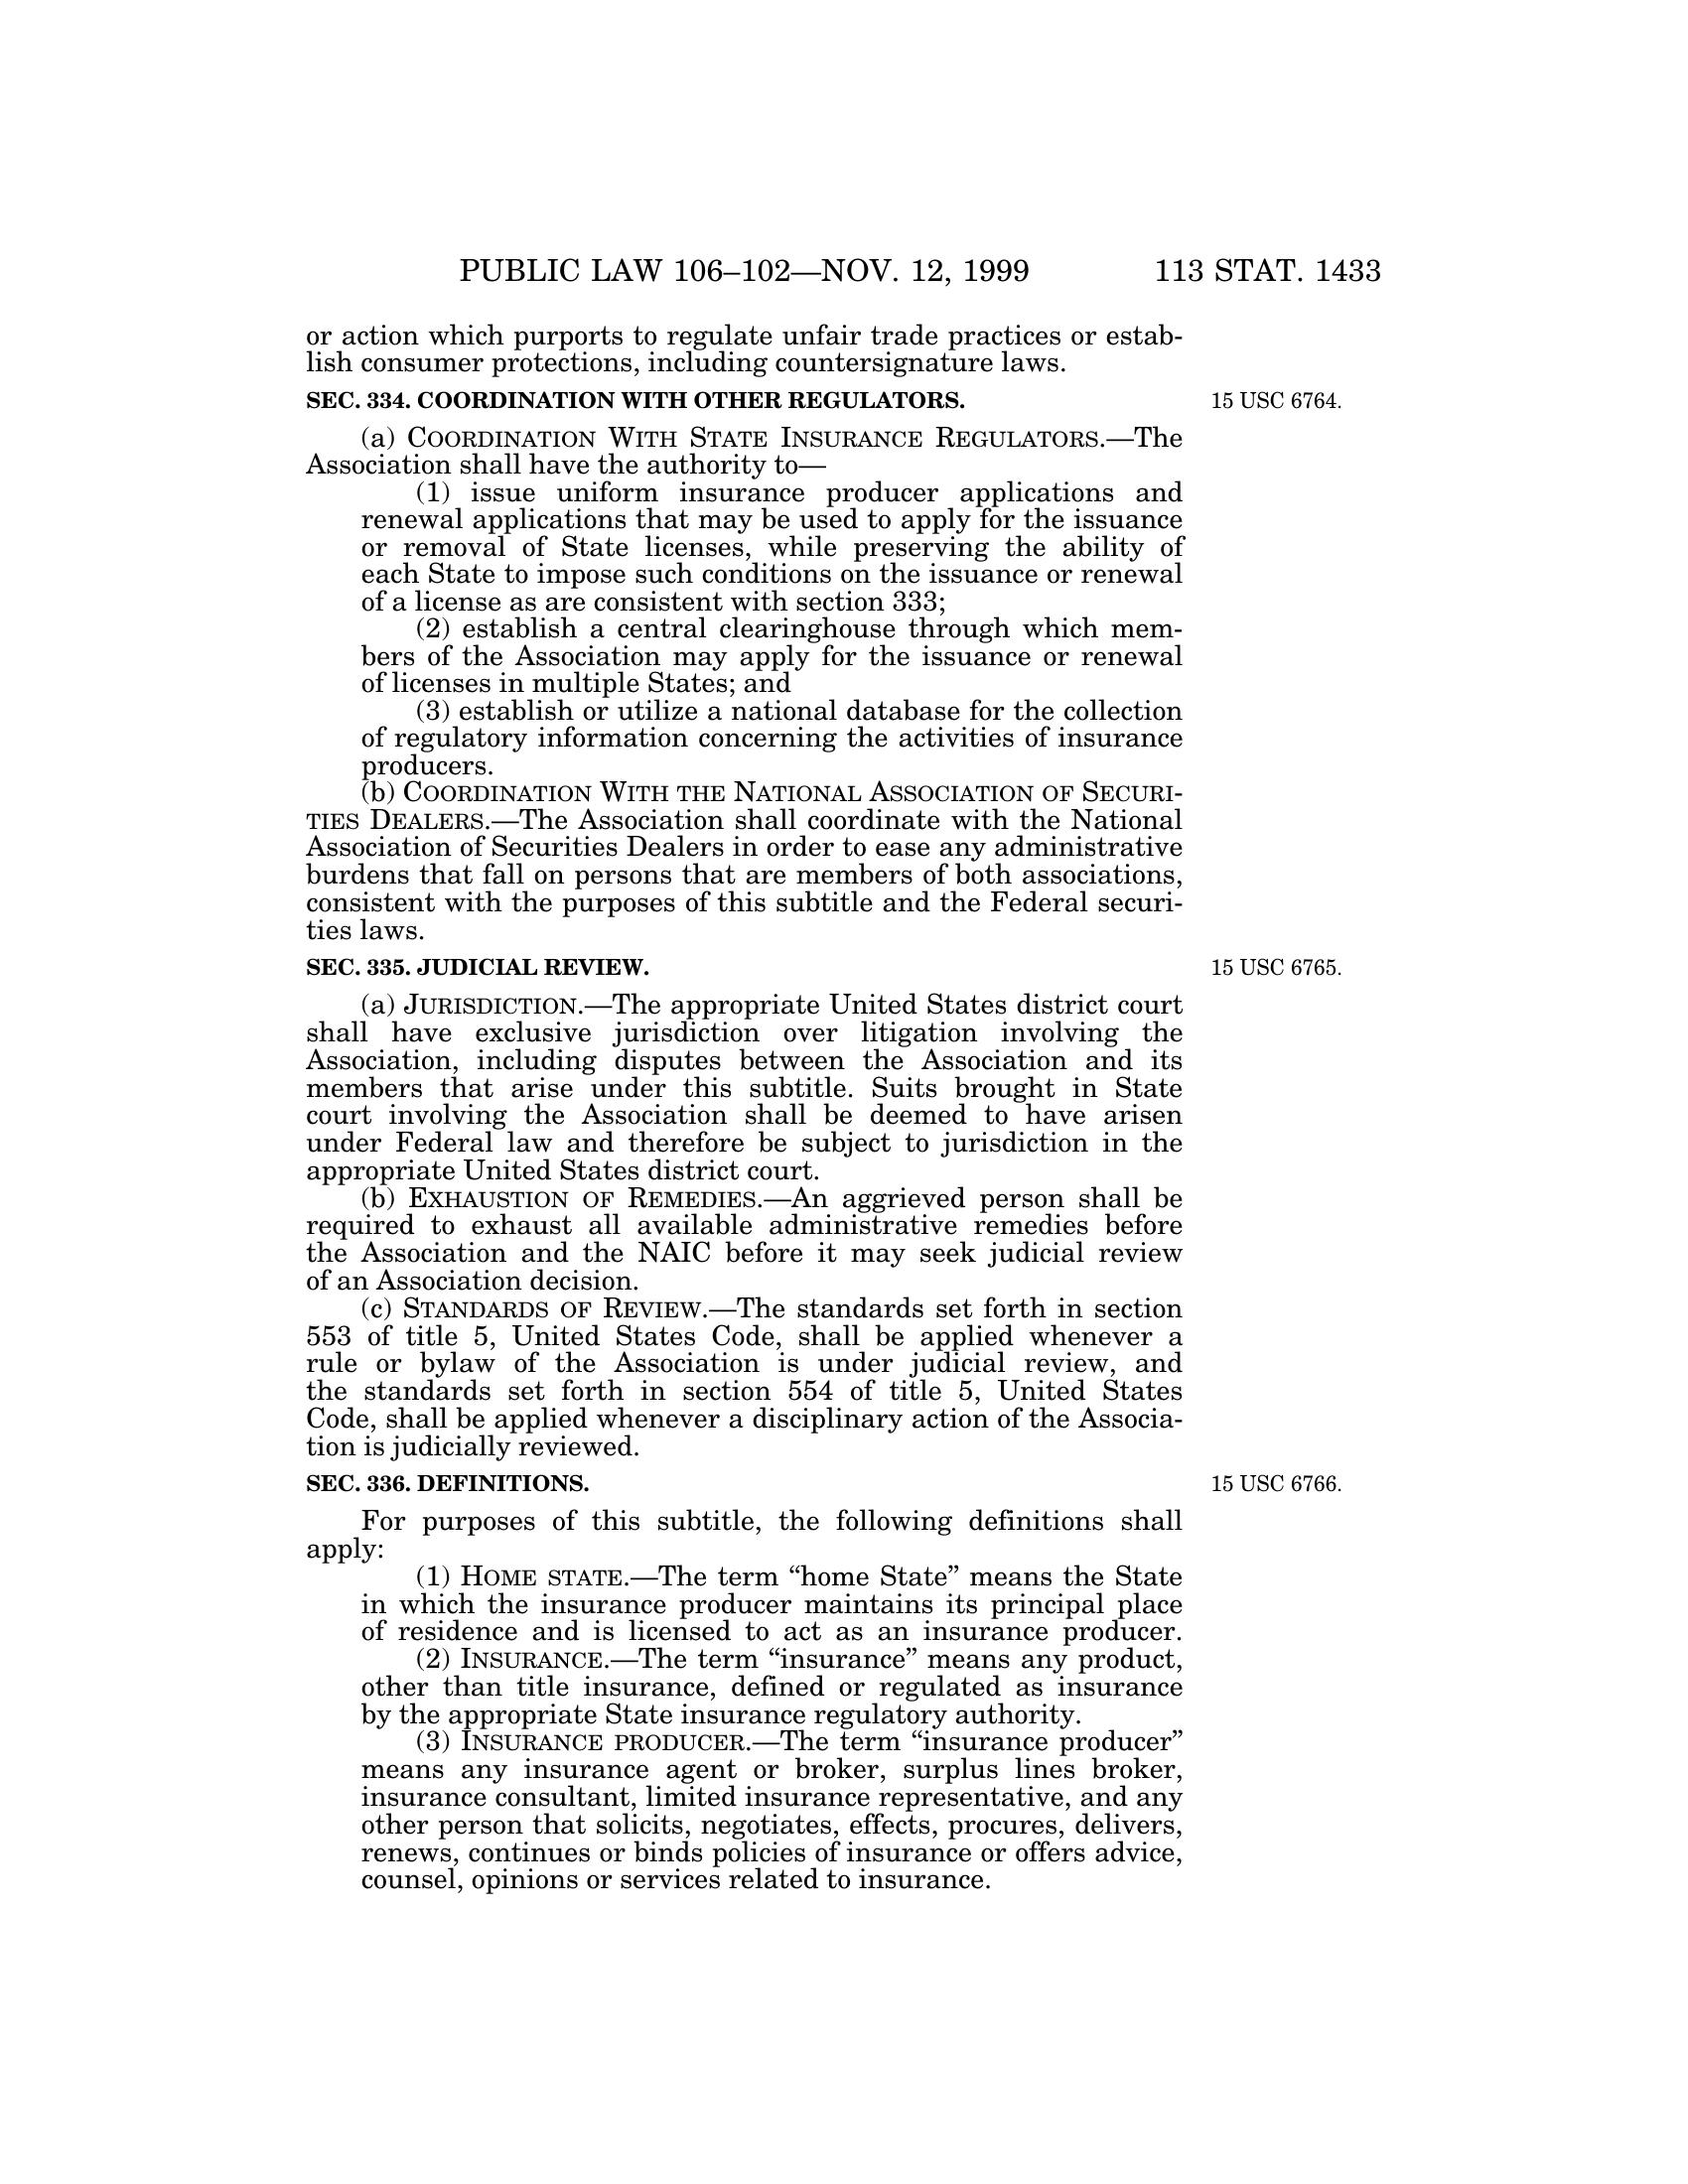 PUBLIC LAW 106–102—NOV. 12, 1999 113 STAT. 1433
or action which purports to regulate unfair trade practices or estab-
lish consumer protections, including countersignature laws.
SEC. 334. COORDINATION WITH OTHER REGULATORS. 15 USC 6764.
(a) COORDINATION WITH STATE INSURANCE REGULATORS.—The
Association shall have the authority to—
(1) issue uniform insurance producer applications and
renewal applications that may be used to apply for the issuance
or removal of State licenses, while preserving the ability of
each State to impose such conditions on the issuance or renewal
of a license as are consistent with section 333;
(2) establish a central clearinghouse through which mem-
bers of the Association may apply for the issuance or renewal
of licenses in multiple States; and
(3) establish or utilize a national database for the collection
of regulatory information concerning the activities of insurance
producers.
(b) COORDINATION WITH THE NATIONAL ASSOCIATION OF SECURI-
TIES DEALERS.—The Association shall coordinate with the National
Association of Securities Dealers in order to ease any administrative
burdens that fall on persons that are members of both associations,
consistent with the purposes of this subtitle and the Federal securi-
ties laws.
SEC. 335. JUDICIAL REVIEW. 15 USC 6765.
(a) JURISDICTION.—The appropriate United States district court
shall have exclusive jurisdiction over litigation involving the
Association, including disputes between the Association and its
members that arise under this subtitle. Suits brought in State
court involving the Association shall be deemed to have arisen
under Federal law and therefore be subject to jurisdiction in the
appropriate United States district court.
(b) EXHAUSTION OF REMEDIES.—An aggrieved person shall be
required to exhaust all available administrative remedies before
the Association and the NAIC before it may seek judicial review
of an Association decision.
(c) STANDARDS OF REVIEW.—The standards set forth in section
553 of title 5, United States Code, shall be applied whenever a
rule or bylaw of the Association is under judicial review, and
the standards set forth in section 554 of title 5, United States
Code, shall be applied whenever a disciplinary action of the Associa-
tion is judicially reviewed.
SEC. 336. DEFINITIONS. 15 USC 6766.
For purposes of this subtitle, the following definitions shall
apply:
(1) HOME STATE.—The term “home State” means the State
in which the insurance producer maintains its principal place
of residence and is licensed to act as an insurance producer.
(2) INSURANCE.—The term “insurance” means any product,
other than title insurance, defined or regulated as insurance
by the appropriate State insurance regulatory authority.
(3) INSURANCE PRODUCER.—The term “insurance producer”
means any insurance agent or broker, surplus lines broker,
insurance consultant, limited insurance representative, and any
other person that solicits, negotiates, effects, procures, delivers,
renews, continues or binds policies of insurance or offers advice,
counsel, opinions or services related to insurance.